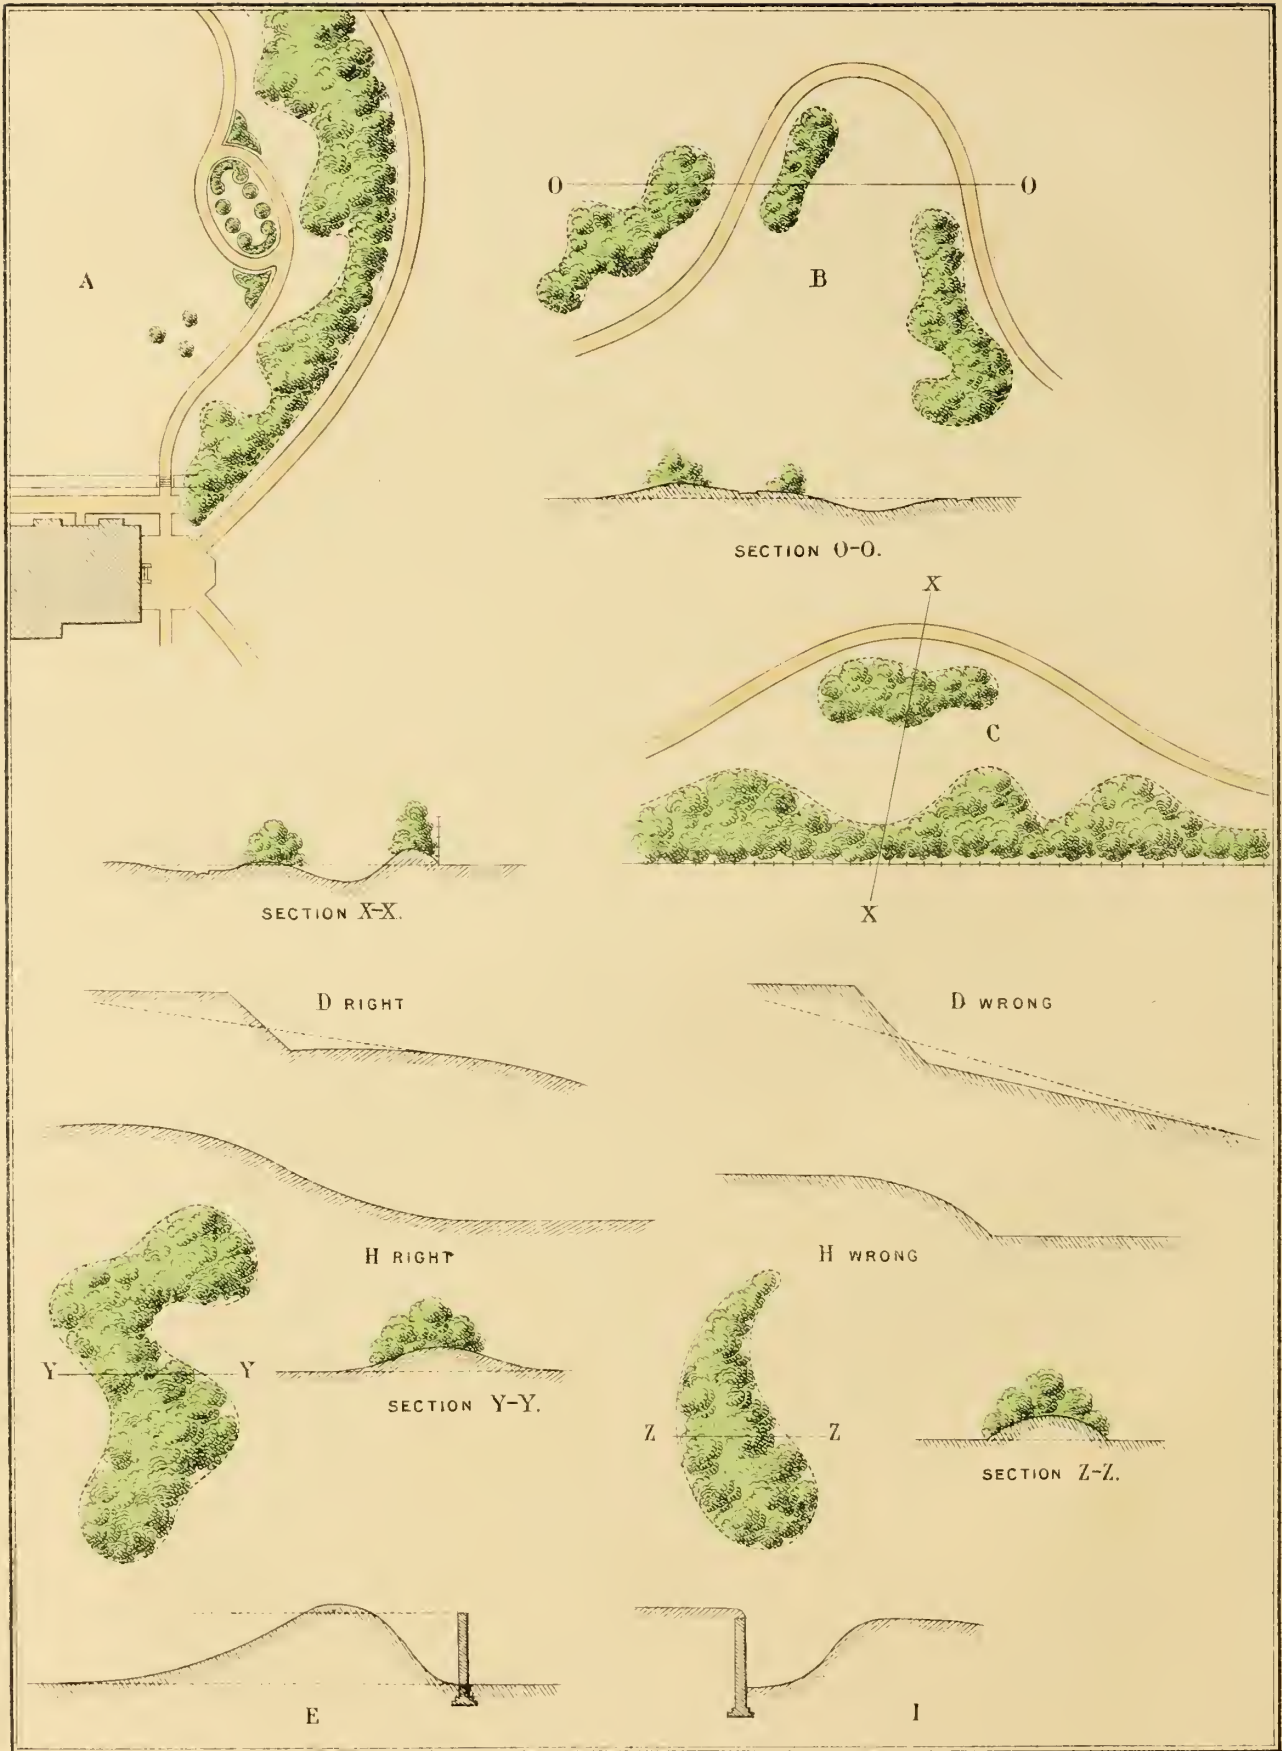 A
O O
B
SECTION O-O.
X
C
X
SECTION X-X.
D RIGHT
D WRONG
H RIGHT
H WRONG
Y Y
SECTION Y-Y.
Z Z
SECTION Z-Z.
E
I